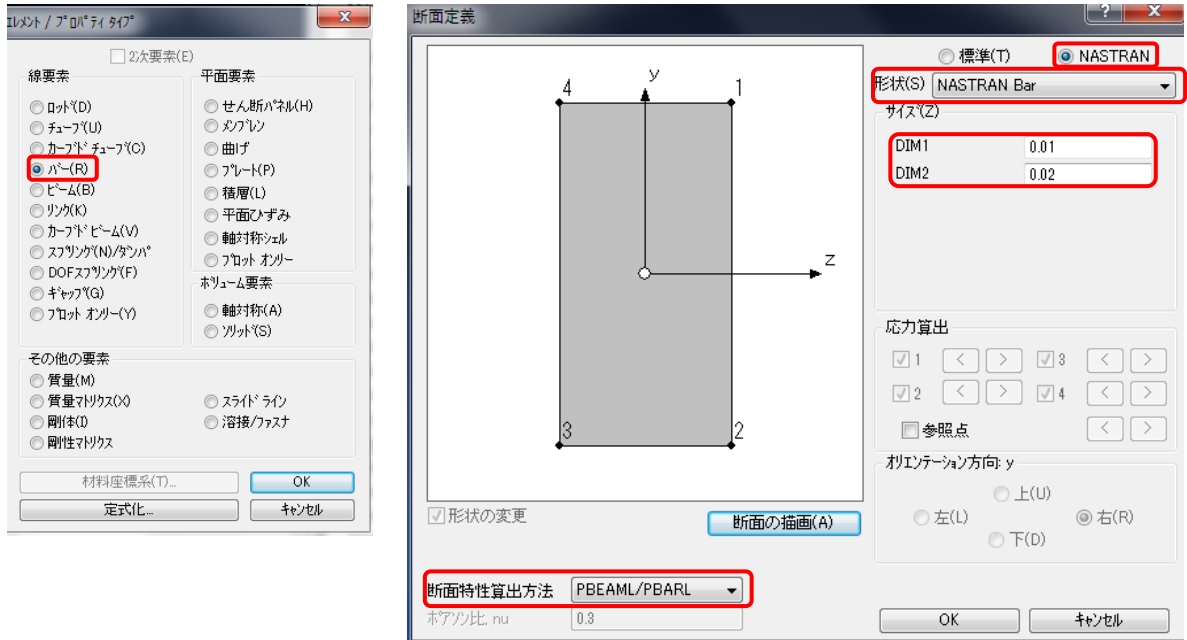 エレメント / プロパティ タイプ
2次要素(E)
線要素
ロッド(D)
チューブ(U)
カーブド チューブ(C)
バー(R)
ビーム(B)
リンク(K)
カーブド ビーム(V)
スプリング(N)/ダンパ
DOFスプリング(F)
ギャップ(G)
プロット オンリー(Y)
平面要素
せん断パネル(H)
メンブレン
曲げ
プレート(P)
積層(L)
平面ひずみ
軸対称シェル
プロット オンリー
ボリューム要素
軸対称(A)
ソリッド(S)
その他の要素
質量(M)
質量マトリクス(X)
剛体(I)
剛性マトリクス
スライド ライン
溶接/ファスナ
材料座標系(T)...
OK
定式化...
キャンセル
断面定義
標準(T)
NASTRAN
形状(S) NASTRAN Bar
サイズ(Z)
DIM1 0.01
DIM2 0.02
4
y
1
z
3
2
応力算出
1 < > 3 < >
2 < > 4 < >
参照点 < >
オリエンテーション方向: y
上(U)
左(L) 右(R)
下(D)
形状の変更
断面の描画(A)
断面特性算出方法 PBEAML/PBARL
ポアソン比, nu 0.3
OK
キャンセル